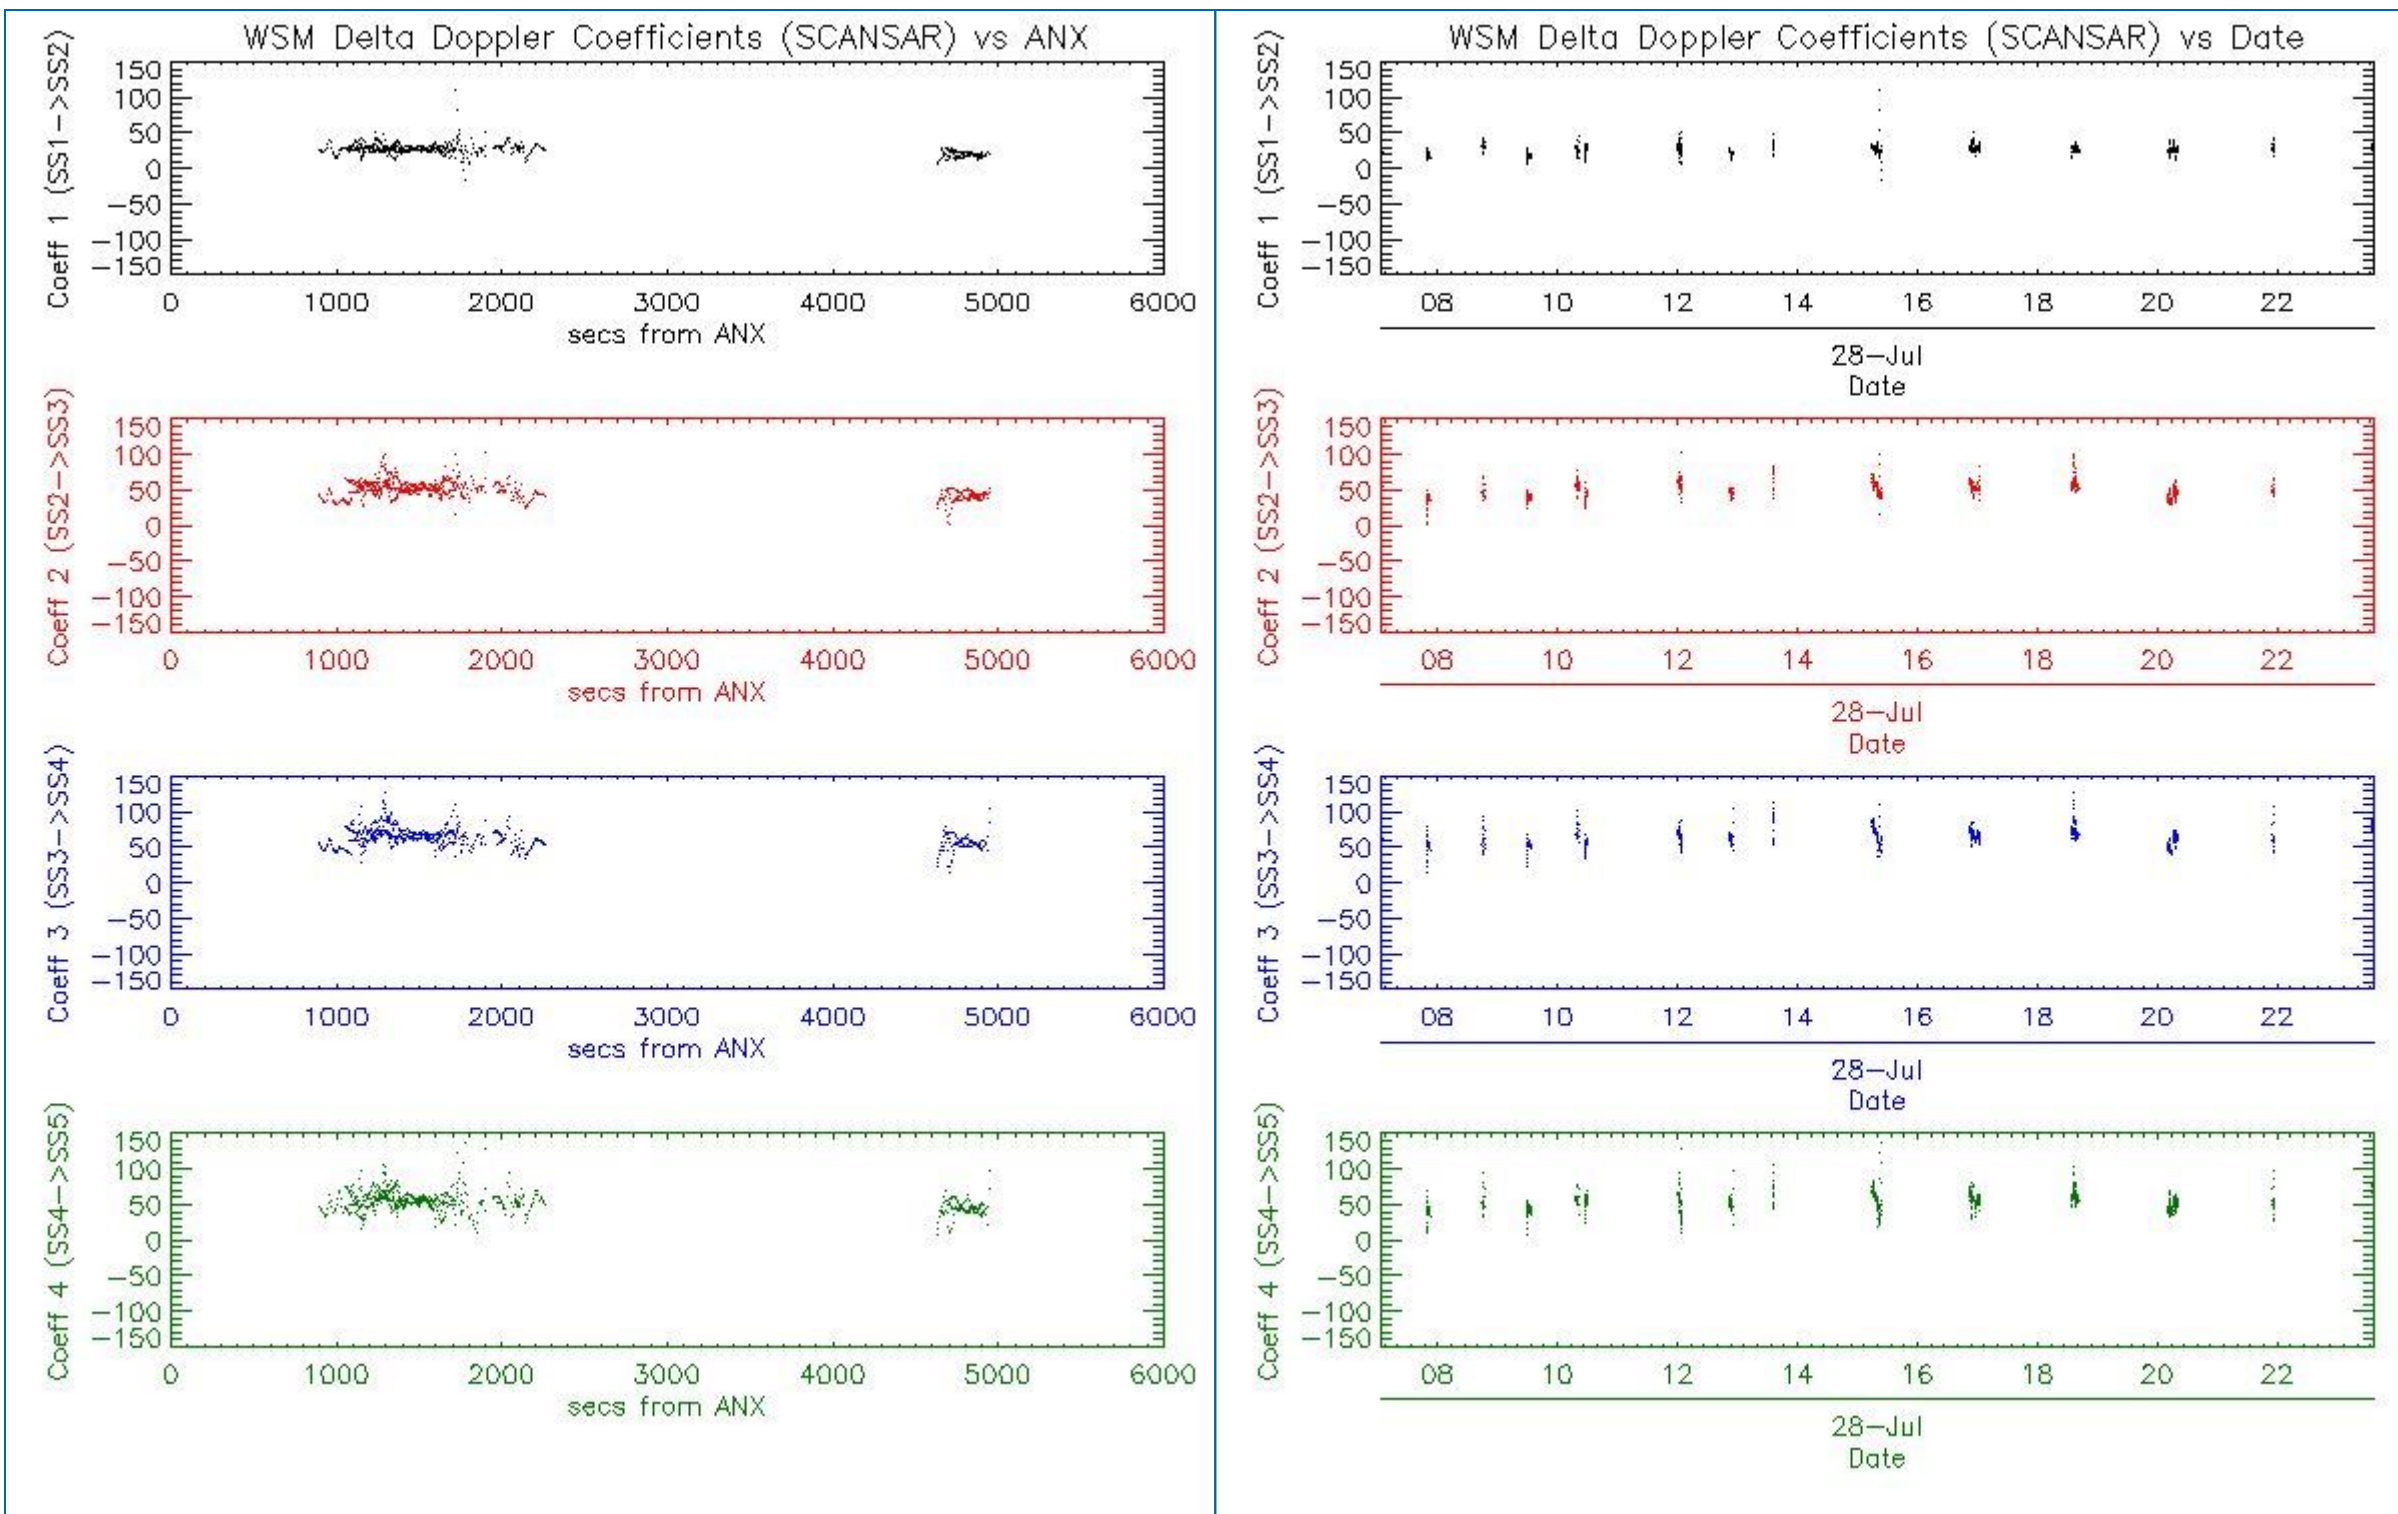 WSM Delta Doppler Coefficients (SCANSAR) vs ANX
Coeff 1 (SS1->SS2)
150
100
50
0
-50
-100
-150
0 1000 2000 3000 4000 5000 6000
secs from ANX
Coeff 2 (SS2->SS3)
150
100
50
0
-50
-100
-150
0 1000 2000 3000 4000 5000 6000
secs from ANX
Coeff 3 (SS3->SS4)
150
100
50
0
-50
-100
-150
0 1000 2000 3000 4000 5000 6000
secs from ANX
Coeff 4 (SS4->SS5)
150
100
50
0
-50
-100
-150
0 1000 2000 3000 4000 5000 6000
secs from ANX
WSM Delta Doppler Coefficients (SCANSAR) vs Date
Coeff 1 (SS1->SS2)
150
100
50
0
-50
-100
-150
08 10 12 14 16 18 20 22
28-Jul
Date
Coeff 2 (SS2->SS3)
150
100
50
0
-50
-100
-150
08 10 12 14 16 18 20 22
28-Jul
Date
Coeff 3 (SS3->SS4)
150
100
50
0
-50
-100
-150
08 10 12 14 16 18 20 22
28-Jul
Date
Coeff 4 (SS4->SS5)
150
100
50
0
-50
-100
-150
08 10 12 14 16 18 20 22
28-Jul
Date